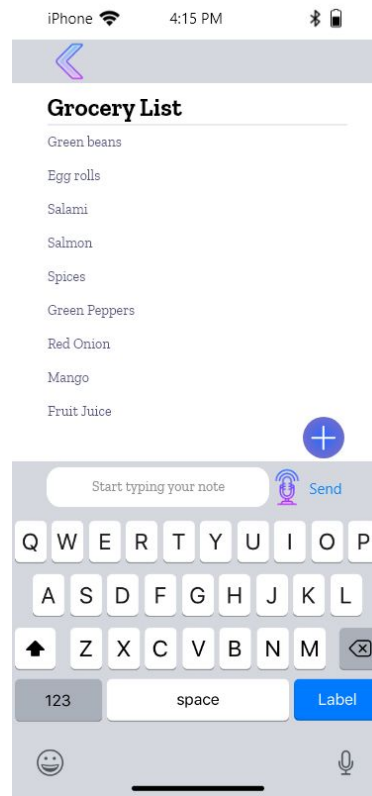 iPhone 4:15 PM
Grocery List
Green beans
Egg rolls
Salami
Salmon
Spices
Green Peppers
Red Onion
Mango
Fruit Juice
Start typing your note Send
Q W E R T Y U I O P
A S D F G H J K L
Z X C V B N M
123 space Label